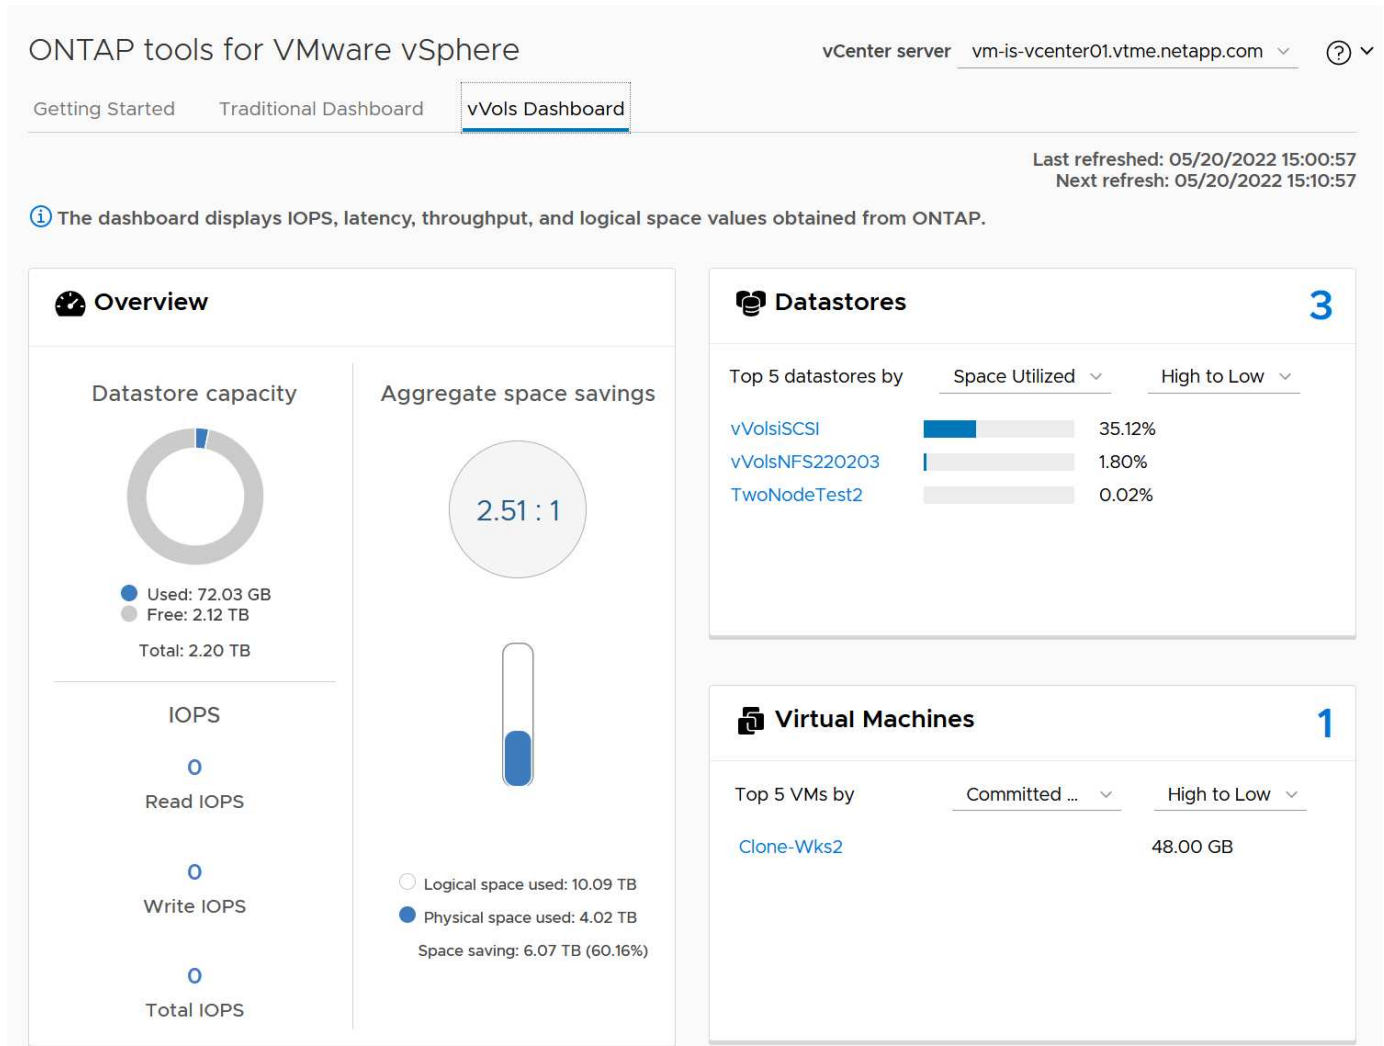 ONTAP tools for VMware vSphere
vCenter server vm-is-vcenter01.vtme.netapp.com
Getting Started Traditional Dashboard vVols Dashboard
Last refreshed: 05/20/2022 15:00:57
Next refresh: 05/20/2022 15:10:57
The dashboard displays IOPS, latency, throughput, and logical space values obtained from ONTAP.
Overview
Datastore capacity
Used: 72.03 GB
Free: 2.12 TB
Total: 2.20 TB
IOPS
0
Read IOPS
0
Write IOPS
0
Total IOPS
Aggregate space savings
2.51 : 1
Logical space used: 10.09 TB
Physical space used: 4.02 TB
Space saving: 6.07 TB (60.16%)
Datastores 3
Top 5 datastores by Space Utilized High to Low
vVolsiSCSI 35.12%
vVolsNFS220203 1.80%
TwoNodeTest2 0.02%
Virtual Machines 1
Top 5 VMs by Committed ... High to Low
Clone-Wks2 48.00 GB